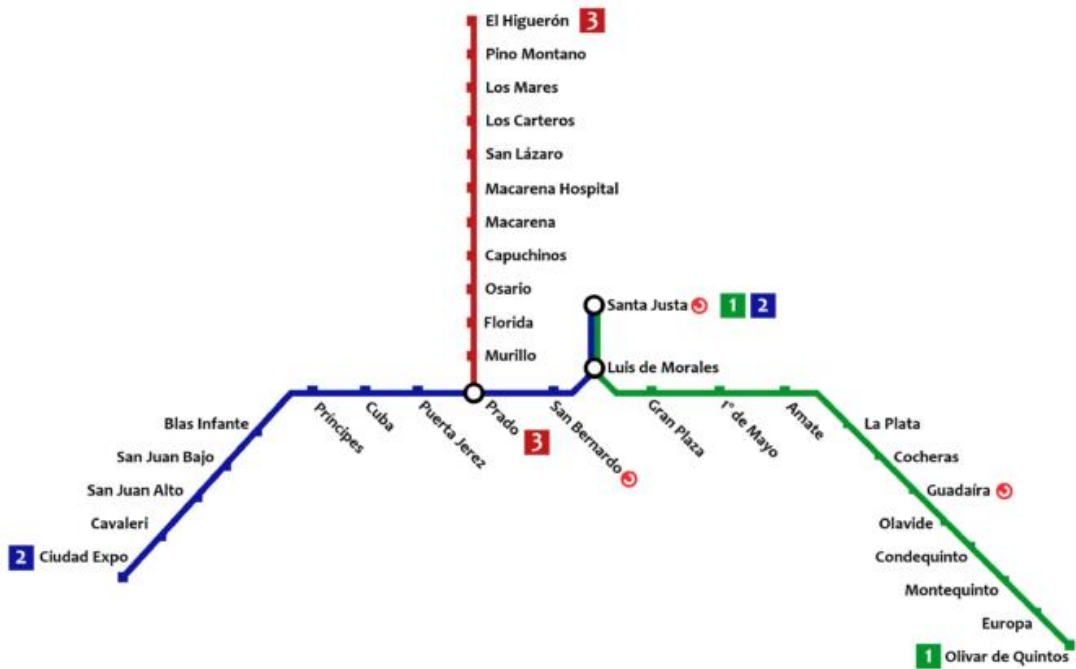 El Higuerón 3
Pino Montano
Los Mares
Los Carteros
San Lázaro
Macarena Hospital
Macarena
Capuchinos
Osario
Florida
Murillo
Santa Justa 1 2
Luis de Morales
Blas Infante
San Juan Bajo
San Juan Alto
Cavaleri
2 Ciudad Expo
Príncipes
Cuba
Puerta Jerez
Prado
3
San Bernardo
Gran Plaza
1º de Mayo
Amate
La Plata
Cocheras
Guadaíra
Olavide
Condequinto
Montequinto
Europa
1 Olivar de Quintos